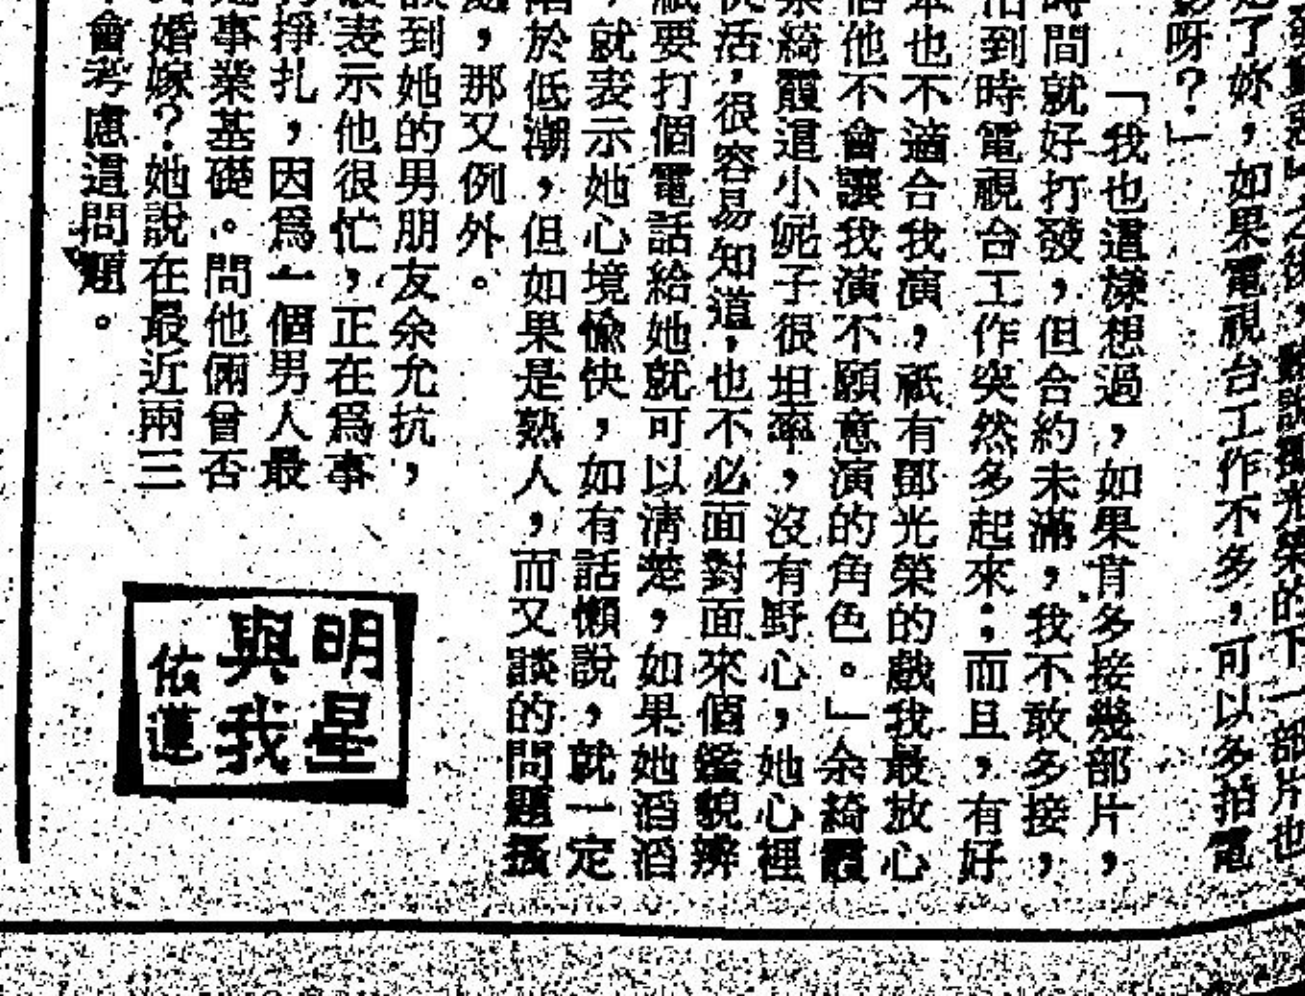 之後，光榮的下一部片也
了妳，如果電視台工作不多，可以多拍電
影呀？」
「我也這樣想過，如果肯多接幾部片，
時間就好打發，但合約未滿，我不敢多接，
怕到時電視台工作突然多起來；而且，有好
本也不適合我演，祇有鄧光榮的戲我最放心
他不會讓我演不願意演的角色。」余綺霞
綺霞這小妮子很坦率，沒有野心，她心裡
快活，很容易知道，也不必面對面來個鑑貌辨
祇要打個電話給她就可以清楚，如果她滔滔
，就表示她心境愉快，如有話懶說，就一定
於低潮，但如果是熟人，而又談的問題
，那又例外。
談到她的男朋友余允抗，
表示他很忙，正在爲事
掙扎，因爲一個男人最
事業基礎。問他倆曾否
婚嫁？她說在最近兩三
會考慮這問題。
明星
與我
依蓮